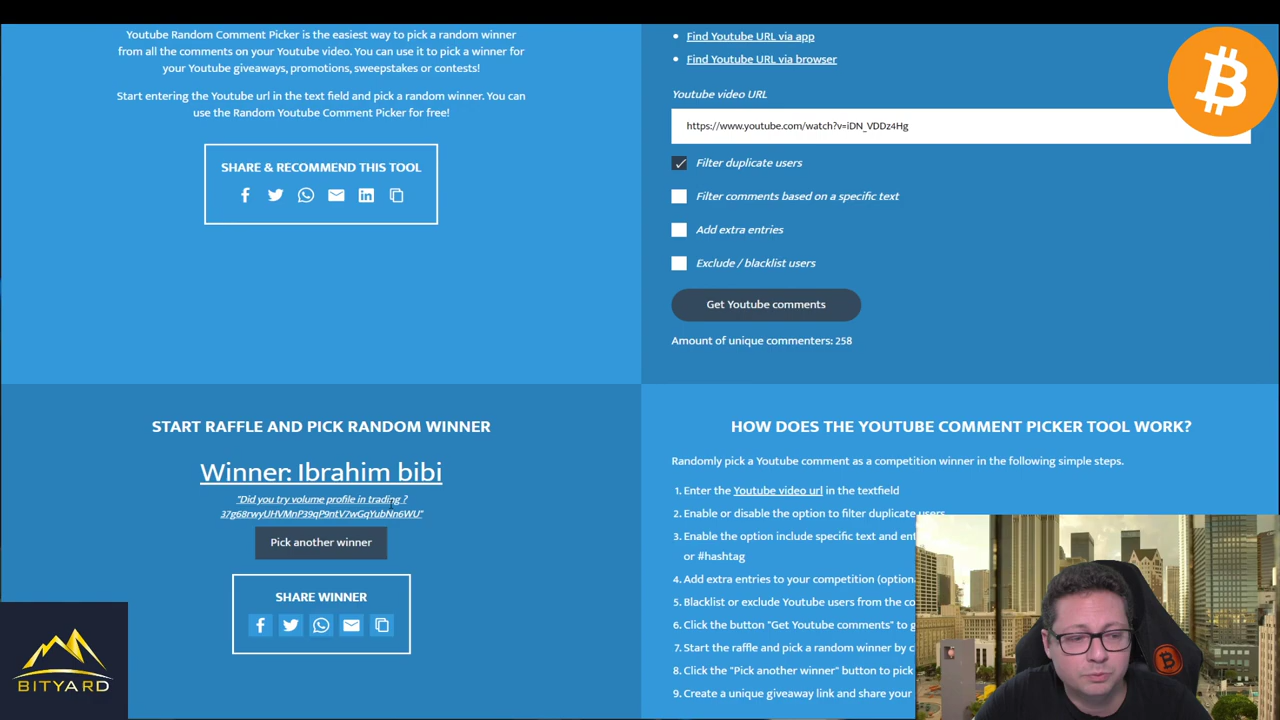 Youtube Random Comment Picker is the easiest way to pick a random winner
from all the comments on your Youtube video. You can use it to pick a winner for
your Youtube giveaways, promotions, sweepstakes or contests!
Start entering the Youtube url in the text field and pick a random winner. You can
use the Random Youtube Comment Picker for free!
SHARE & RECOMMEND THIS TOOL
Find Youtube URL via app
Find Youtube URL via browser
Youtube video URL
https://www.youtube.com/watch?v=iDN_VDDz4Hg
Filter duplicate users
Filter comments based on a specific text
Add extra entries
Exclude / blacklist users
Get Youtube comments
Amount of unique commenters: 258
START RAFFLE AND PICK RANDOM WINNER
Winner: Ibrahim bibi
"Did you try volume profile in trading ?
37g68rwyUHVMnP39qP9ntV7wGqYubNn6WU"
Pick another winner
SHARE WINNER
BITYARD
HOW DOES THE YOUTUBE COMMENT PICKER TOOL WORK?
Randomly pick a Youtube comment as a competition winner in the following simple steps.
1. Enter the Youtube video url in the textfield
2. Enable or disable the option to filter duplicate users
3. Enable the option include specific text and ent
or #hashtag
4. Add extra entries to your competition (optiona
5. Blacklist or exclude Youtube users from the co
6. Click the button "Get Youtube comments" to g
7. Start the raffle and pick a random winner by c
8. Click the "Pick another winner" button to pick
9. Create a unique giveaway link and share your